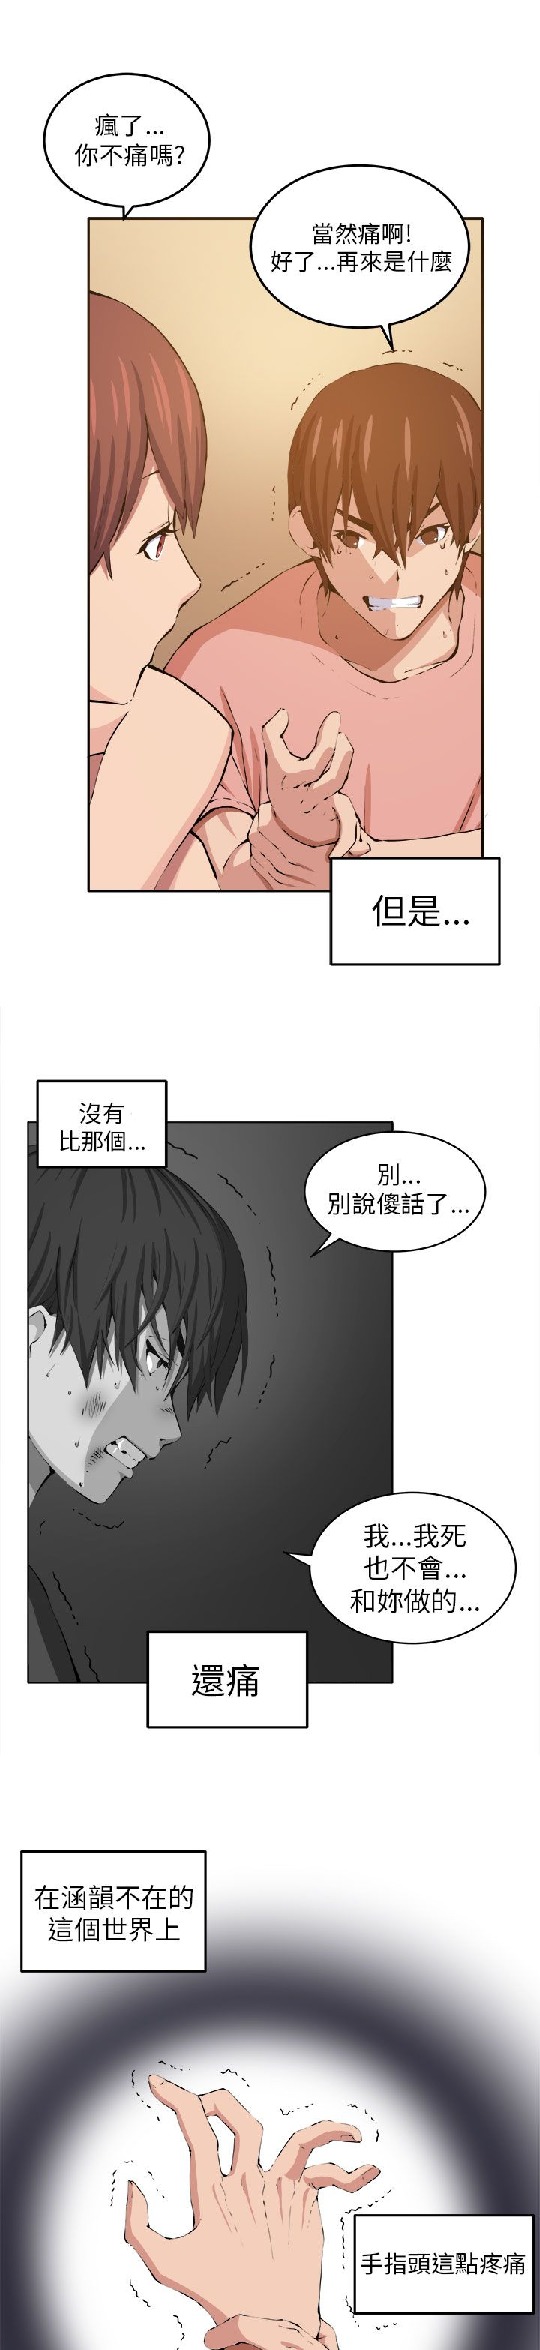 瘋了...
你不痛嗎?
當然痛啊!
好了...再來是什麼
但是...
沒有
比那個...
別...
別說傻話了...
我...我死
也不會...
和妳做的...
還痛
在涵韻不在的
這個世界上
手指頭這點疼痛